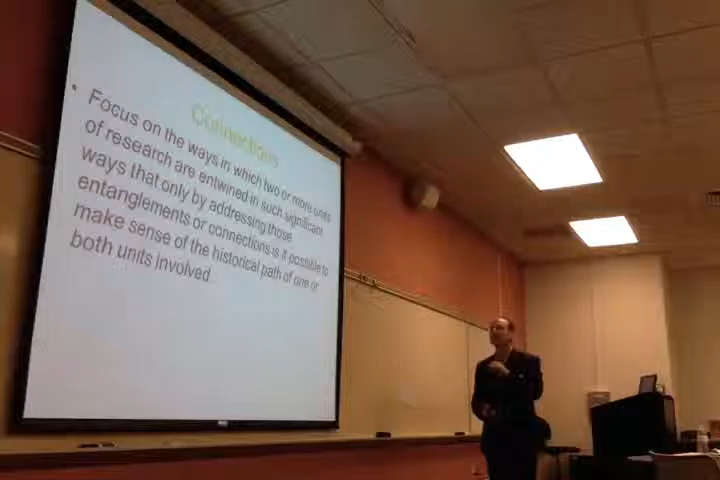 Connections
• Focus on the ways in which two or more units
of research are entwined in such significant
ways that only by addressing those
entanglements or connections is it possible to
make sense of the historical path of one or
both units involved